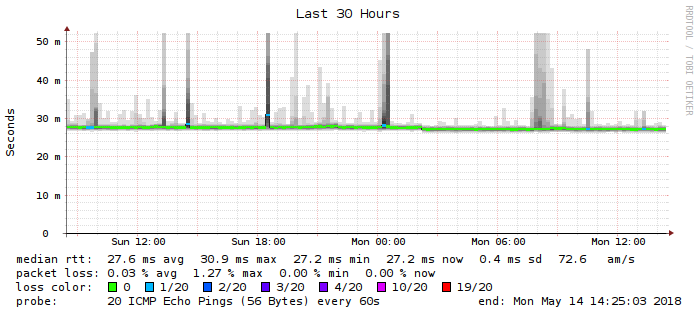 Last 30 Hours
RRDTOOL / TOBI OETIKER
Seconds
50 m
40 m
30 m
20 m
10 m
0
Sun 12:00 Sun 18:00 Mon 00:00 Mon 06:00 Mon 12:00
median rtt: 27.6 ms avg 30.9 ms max 27.2 ms min 27.2 ms now 0.4 ms sd 72.6 am/s
packet loss: 0.03 % avg 1.27 % max 0.00 % min 0.00 % now
loss color: 0 1/20 2/20 3/20 4/20 10/20 19/20
probe: 20 ICMP Echo Pings (56 Bytes) every 60s end: Mon May 14 14:25:03 2018